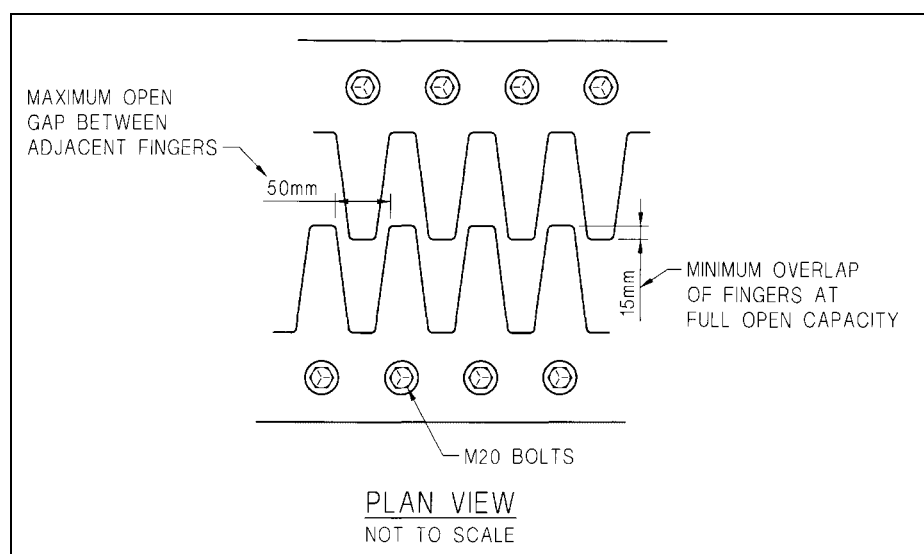 MAXIMUM OPEN
GAP BETWEEN
ADJACENT FINGERS
50mm
15mm
MINIMUM OVERLAP
OF FINGERS AT
FULL OPEN CAPACITY
M20 BOLTS
PLAN VIEW
NOT TO SCALE